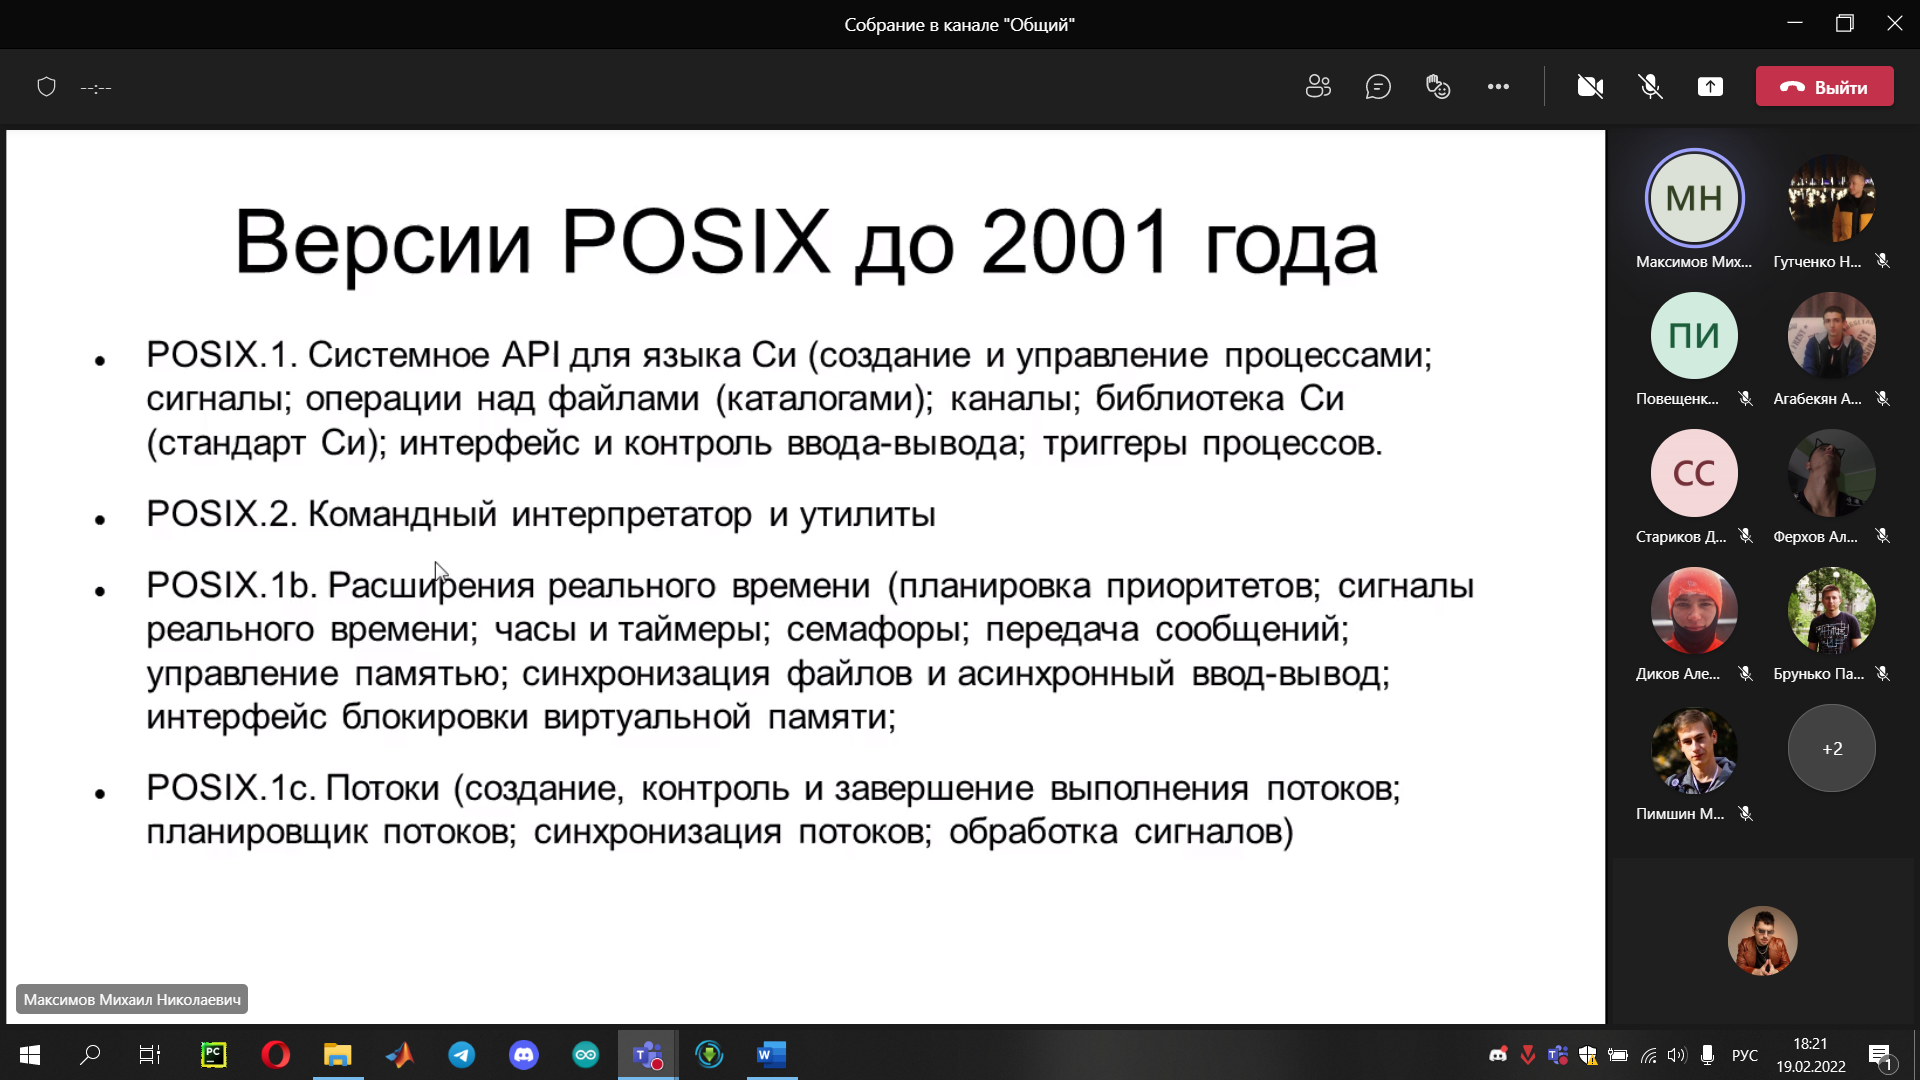 Собрание в канале "Общий"
--:--
Выйти
Версии POSIX до 2001 года
POSIX.1. Системное API для языка Си (создание и управление процессами;
сигналы; операции над файлами (каталогами); каналы; библиотека Си
(стандарт Си); интерфейс и контроль ввода-вывода; триггеры процессов.
POSIX.2. Командный интерпретатор и утилиты
POSIX.1b. Расширения реального времени (планировка приоритетов; сигналы
реального времени; часы и таймеры; семафоры; передача сообщений;
управление памятью; синхронизация файлов и асинхронный ввод-вывод;
интерфейс блокировки виртуальной памяти;
POSIX.1c. Потоки (создание, контроль и завершение выполнения потоков;
планировщик потоков; синхронизация потоков; обработка сигналов)
Максимов Михаил Николаевич
МН
Максимов Мих...
Гутченко Н...
ПИ
Повещенк...
Агабекян А...
СС
Стариков Д...
Ферхов Ал...
Диков Але...
Брунько Па...
Пимшин М...
+2
PC
W
РУС
18:21
19.02.2022
1